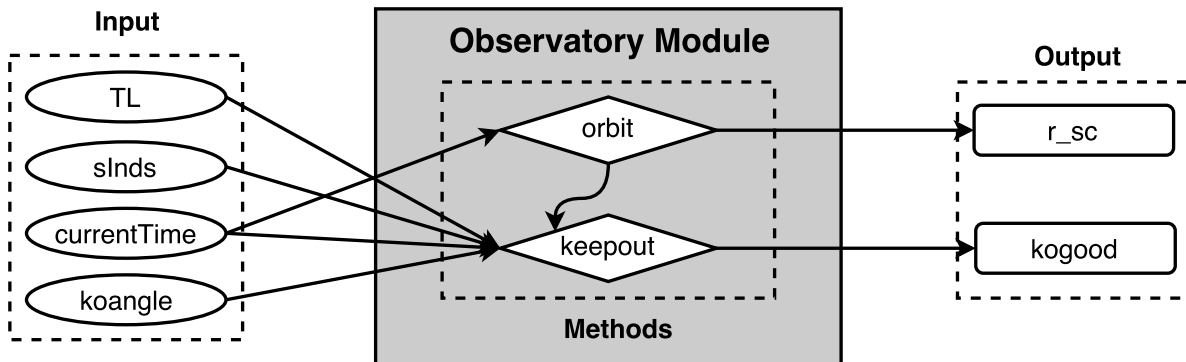 Input
Observatory Module
Output
TL
sInds
currentTime
koangle
orbit
keepout
Methods
r_sc
kogood